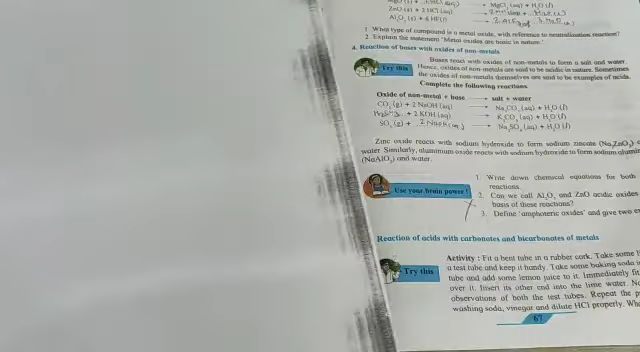 MgCl₂ (aq) + H₂O (l)
ZnO (s) + 2 HCl (aq)
Al₂O₃ (s) + 6 HF(l)
1 What type of compound is a metal oxide, with reference to neutralization reaction?
2. Explain the statement 'Metal oxides are basic in nature.'
4. Reaction of bases with oxides of non-metals
Bases react with oxides of non-metals to form a salt and water.
Try this
Hence, oxides of non-metals are said to be acidic in nature. Sometimes
the oxides of non-metals themselves are said to be examples of acids.
Complete the following reactions.
Oxide of non-metal + base → salt + water
CO₂ (g) + 2 NaOH (aq) → Na₂CO₃ (aq) + H₂O (l)
+ 2 KOH (aq) → K₂CO₃ (aq) + H₂O (l)
SO₃ (g) + 2 NaOH(aq) → Na₂SO₄ (aq) + H₂O (l)
Zinc oxide reacts with sodium hydroxide to form sodium zincate (Na₂ZnO₂)
water. Similarly, aluminium oxide reacts with sodium hydroxide to form sodium
(NaAlO₂) and water.
Use your brain power !
1. Write down chemical equations for both
reactions.
2. Can we call Al₂O₃ and ZnO acidic oxides
basis of these reactions?
3. Define 'amphoteric oxides' and give two
Reaction of acids with carbonates and bicarbonates of metals
Activity : Fit a bent tube in a rubber cork. Take some
Try this
a test tube and keep it handy. Take some baking soda
tube and add some lemon juice to it. Immediately fit
over it. Insert its other end into the lime water.
observations of both the test tubes. Repeat the
washing soda, vinegar and dilute HCl properly.
67